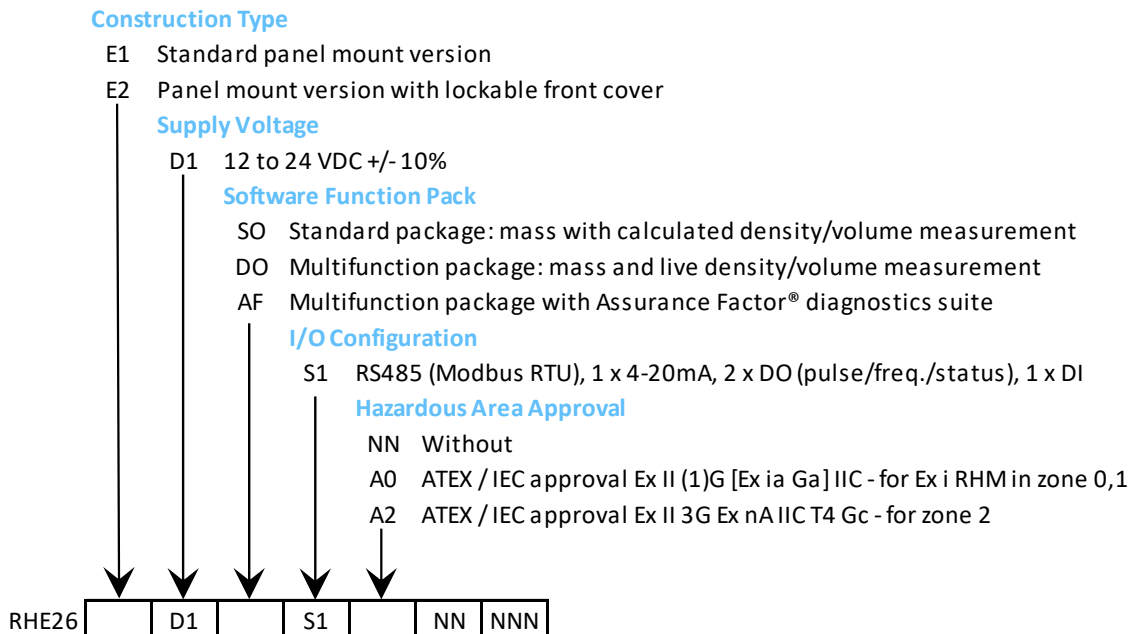 Construction Type
E1 Standard panel mount version
E2 Panel mount version with lockable front cover
Supply Voltage
D1 12 to 24 VDC +/- 10%
Software Function Pack
SO Standard package: mass with calculated density/volume measurement
DO Multifunction package: mass and live density/volume measurement
AF Multifunction package with Assurance Factor® diagnostics suite
I/O Configuration
S1 RS485 (Modbus RTU), 1 x 4-20mA, 2 x DO (pulse/freq./status), 1 x DI
Hazardous Area Approval
NN Without
A0 ATEX / IEC approval Ex II (1)G [Ex ia Ga] IIC - for Ex i RHM in zone 0,1
A2 ATEX / IEC approval Ex II 3G Ex nA IIC T4 Gc - for zone 2
RHE26 D1 S1 NN NNN